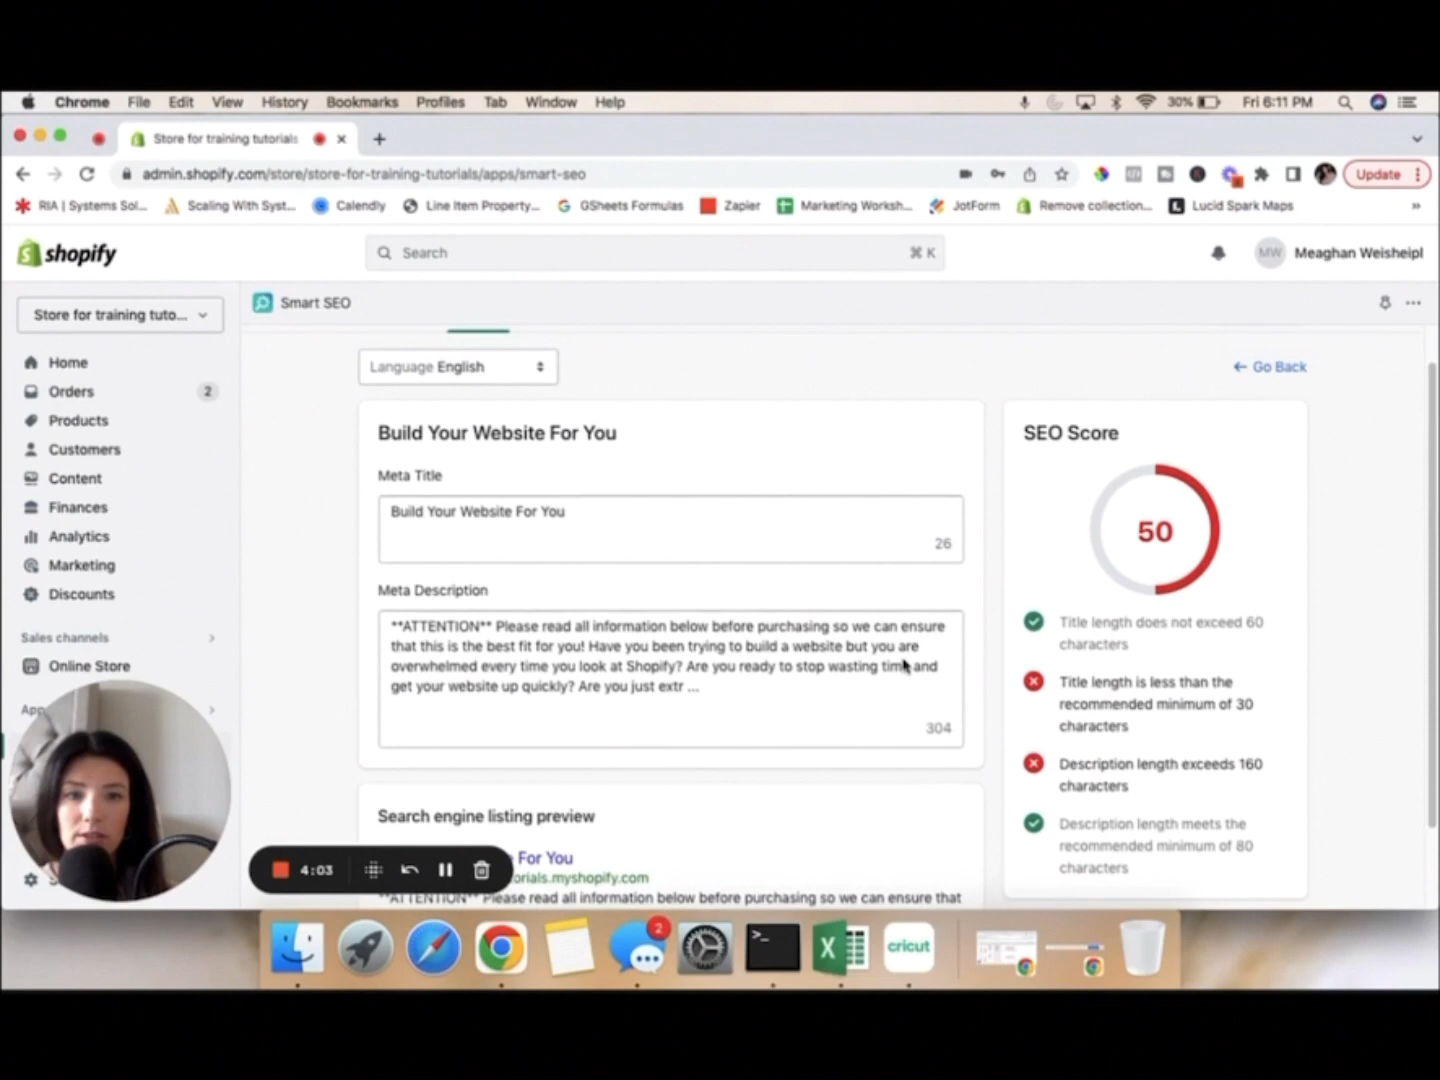 Chrome File Edit View History Bookmarks Profiles Tab Window Help 30% Fri 6:11 PM
Store for training tutorials
admin.shopify.com/store/store-for-training-tutorials/apps/smart-seo Update
RIA | Systems Sol... Scaling With Syst... Calendly Line Item Property... GSheets Formulas Zapier Marketing Worksh... JotForm Remove collection... Lucid Spark Maps »
shopify Search ⌘ K MW Meaghan Weisheipl
Store for training tuto...
Smart SEO
Home
Orders 2
Products
Customers
Content
Finances
Analytics
Marketing
Discounts
Sales channels
Online Store
Language English
← Go Back
Build Your Website For You
Meta Title
Build Your Website For You
26
Meta Description
**ATTENTION** Please read all information below before purchasing so we can ensure
that this is the best fit for you! Have you been trying to build a website but you are
overwhelmed every time you look at Shopify? Are you ready to stop wasting time and
get your website up quickly? Are you just extr ...
304
SEO Score
50
Title length does not exceed 60
characters
Title length is less than the
recommended minimum of 30
characters
Description length exceeds 160
characters
Description length meets the
recommended minimum of 80
characters
Search engine listing preview
For You
orials.myshopify.com
**ATTENTION** Please read all information below before purchasing so we can ensure that
4:03
2
>_
X
cricut